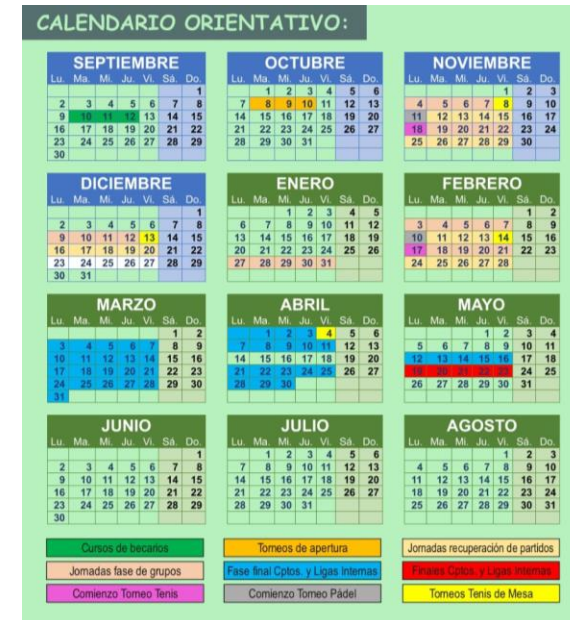 CALENDARIO ORIENTATIVO:
SEPTIEMBRE OCTUBRE NOVIEMBRE
Lu. Ma. Mi. Ju. Vi. Sá. Do. Lu. Ma. Mi. Ju. Vi. Sá. Do. Lu. Ma. Mi. Ju. Vi. Sá. Do.
1 1 2 3 4 5 6 1 2 3
2 3 4 5 6 7 8 7 8 9 10 11 12 13 4 5 6 7 8 9 10
9 10 11 12 13 14 15 14 15 16 17 18 19 20 11 12 13 14 15 16 17
16 17 18 19 20 21 22 21 22 23 24 25 26 27 18 19 20 21 22 23 24
23 24 25 26 27 28 29 28 29 30 31 25 26 27 28 29 30
30
DICIEMBRE ENERO FEBRERO
Lu. Ma. Mi. Ju. Vi. Sá. Do. Lu. Ma. Mi. Ju. Vi. Sá. Do. Lu. Ma. Mi. Ju. Vi. Sá. Do.
1 1 2 3 4 5 1 2
2 3 4 5 6 7 8 6 7 8 9 10 11 12 3 4 5 6 7 8 9
9 10 11 12 13 14 15 13 14 15 16 17 18 19 10 11 12 13 14 15 16
16 17 18 19 20 21 22 20 21 22 23 24 25 26 17 18 19 20 21 22 23
23 24 25 26 27 28 29 27 28 29 30 31 24 25 26 27 28
30 31
MARZO ABRIL MAYO
Lu. Ma. Mi. Ju. Vi. Sá. Do. Lu. Ma. Mi. Ju. Vi. Sá. Do. Lu. Ma. Mi. Ju. Vi. Sá. Do.
1 2 1 2 3 4 5 6 1 2 3 4
3 4 5 6 7 8 9 7 8 9 10 11 12 13 5 6 7 8 9 10 11
10 11 12 13 14 15 16 14 15 16 17 18 19 20 12 13 14 15 16 17 18
17 18 19 20 21 22 23 21 22 23 24 25 26 27 19 20 21 22 23 24 25
24 25 26 27 28 29 30 28 29 30 26 27 28 29 30 31
31
JUNIO JULIO AGOSTO
Lu. Ma. Mi. Ju. Vi. Sá. Do. Lu. Ma. Mi. Ju. Vi. Sá. Do. Lu. Ma. Mi. Ju. Vi. Sá. Do.
1 1 2 3 4 5 6 1 2 3
2 3 4 5 6 7 8 7 8 9 10 11 12 13 4 5 6 7 8 9 10
9 10 11 12 13 14 15 14 15 16 17 18 19 20 11 12 13 14 15 16 17
16 17 18 19 20 21 22 21 22 23 24 25 26 27 18 19 20 21 22 23 24
23 24 25 26 27 28 29 28 29 30 31 25 26 27 28 29 30 31
30
Cursos de becarios Torneos de apertura Jornadas recuperación de partidos
Jornadas fase de grupos Fase final Cptos. y Ligas Internas Finales Cptos. y Ligas Internas
Comienzo Torneo Tenis Comienzo Torneo Pádel Torneos Tenis de Mesa